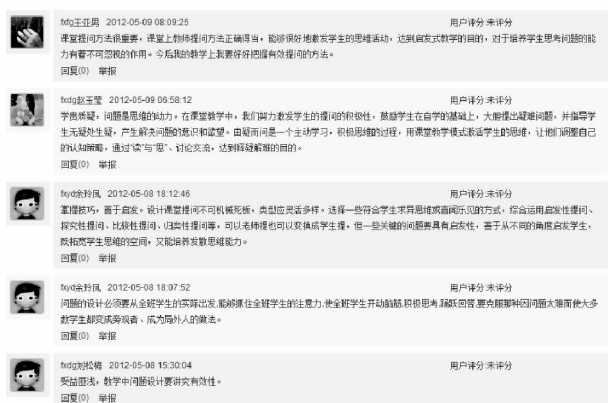 fxfg王亚男 2012-05-09 08:09:25 用户评分:未评分
课堂提问方法很重要，课堂上教师提问方法正确得当，能够很好地激发学生的思维活动，达到启发式教学的目的，对于培养学生思考问题的能
力有着不可忽视的作用。今后我的教学上我要好好把握有效提问的方法。
回复(0) 举报
fxdg赵玉莹 2012-05-09 06:58:12 用户评分:未评分
学贵质疑，问题是思维的动力。在课堂教学中，我们努力激发学生的提问的积极性，鼓励学生在自学的基础上，大胆提出疑难问题，并指导学
生无疑处生疑，产生解决问题的意识和欲望。由疑而问是一个主动学习，积极思维的过程，用课堂教学模式激活学生的思维，让他们调整自己
的认知策略，通过“读”与“思”、讨论交流，达到释疑解难的目的。
回复(0) 举报
fxyd余玲凤 2012-05-08 18:12:46 用户评分:未评分
掌握技巧，善于启发。设计课堂提问不可机械死板，类型应灵活多样。选择一些符合学生求异思维或喜闻乐见的方式，综合运用启发性提问、
探究性提问、比较性提问、归类性提问等，可以老师提也可以变换成学生提，但一些关键的问题要具有启发性，善于从不同的角度启发学生，
既拓宽学生思维的空间，又能培养发散思维能力。
回复(0) 举报
fxyd余玲凤 2012-05-08 18:07:52 用户评分:未评分
问题的设计必须要从全班学生的实际出发,能够抓住全班学生的注意力,使全班学生开动脑筋,积极思考,踊跃回答,要克服那种因问题太难而使大多
数学生都变成旁观者、成为局外人的做法。
回复(0) 举报
fxdg刘松梅 2012-05-08 15:30:04 用户评分:未评分
受益匪浅，教学中问题设计要讲究有效性。
回复(0) 举报